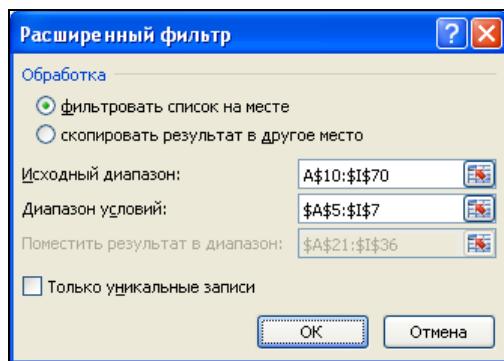 Расширенный фильтр
Обработка
фильтровать список на месте
скопировать результат в другое место
Исходный диапазон: A$10:$I$70
Диапазон условий: $A$5:$I$7
Поместить результат в диапазон: $A$21:$I$36
Только уникальные записи
ОК Отмена